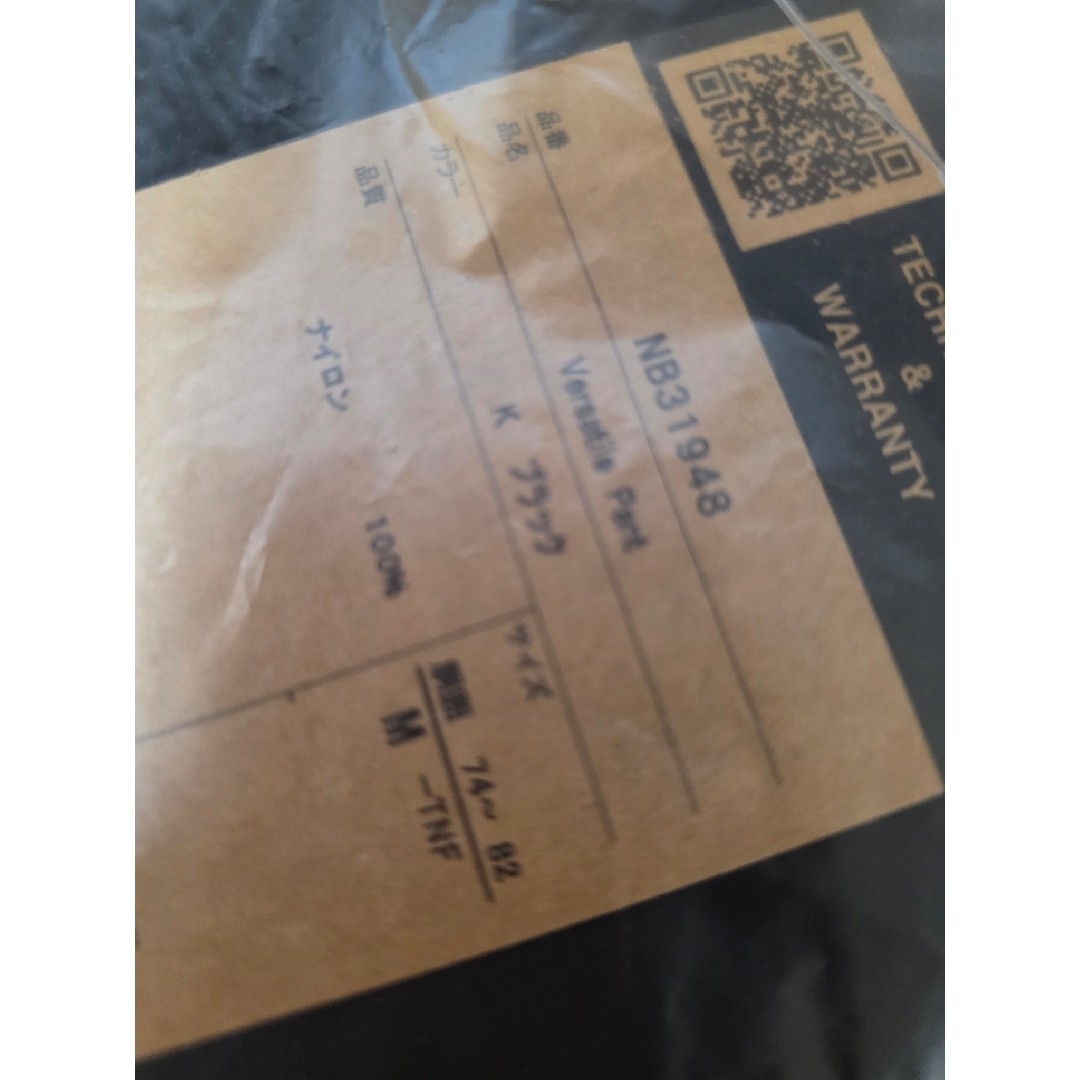 TECH
&
WARRANTY
品番 NB31948
品名 Versatile Pant
カラー K ブラック
品質
ナイロン 100%
サイズ
胴囲 74~ 82
M -TNF